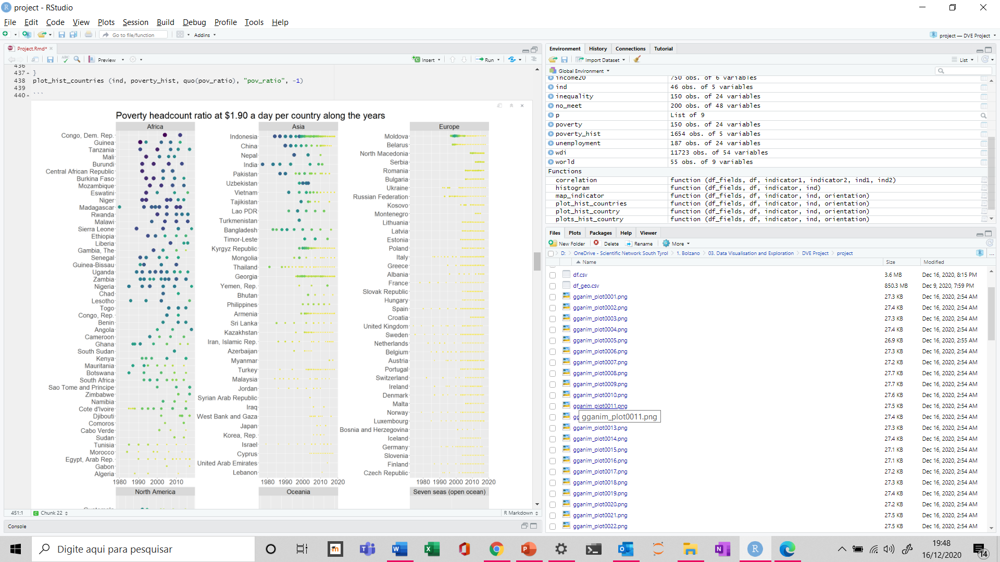 project - RStudio
File Edit Code View Plots Session Build Debug Profile Tools Help
Go to file/function Addins project — DVE Project
Project.Rmd*
Preview Insert Run
436
437 }
438 plot_hist_countries (ind, poverty_hist, quo(pov_ratio), "pov_ratio", -1)
439
440 ```
Poverty headcount ratio at $1.90 a day per country along the years
Africa
Congo, Dem. Rep.
Guinea
Tanzania
Mali
Burundi
Central African Republic
Burkina Faso
Mozambique
Eswatini
Niger
Madagascar
Rwanda
Malawi
Sierra Leone
Ethiopia
Liberia
Gambia, The
Senegal
Guinea-Bissau
Uganda
Zambia
Nigeria
Chad
Lesotho
Togo
Congo, Rep.
Benin
Angola
Cameroon
Ghana
South Sudan
Kenya
Mauritania
Botswana
South Africa
Sao Tome and Principe
Zimbabwe
Namibia
Cote d'Ivoire
Djibouti
Comoros
Cabo Verde
Sudan
Tunisia
Morocco
Egypt, Arab Rep.
Gabon
Algeria
1980 1990 2000 2010
Asia
Indonesia
China
Nepal
India
Pakistan
Uzbekistan
Vietnam
Tajikistan
Lao PDR
Turkmenistan
Bangladesh
Timor-Leste
Kyrgyz Republic
Mongolia
Thailand
Georgia
Yemen, Rep.
Bhutan
Philippines
Armenia
Sri Lanka
Kazakhstan
Iran, Islamic Rep.
Azerbaijan
Myanmar
Turkey
Malaysia
Jordan
Syrian Arab Republic
Iraq
West Bank and Gaza
Japan
Korea, Rep.
Israel
Cyprus
United Arab Emirates
Lebanon
1980 1990 2000 2010 2020
Europe
Moldova
Belarus
North Macedonia
Serbia
Romania
Bulgaria
Ukraine
Russian Federation
Kosovo
Montenegro
Lithuania
Latvia
Estonia
Poland
Italy
Greece
Albania
France
Slovak Republic
Hungary
Spain
Croatia
United Kingdom
Sweden
Netherlands
Belgium
Austria
Portugal
Switzerland
Ireland
Denmark
Malta
Norway
Luxembourg
Bosnia and Herzegovina
Iceland
Germany
Slovenia
Finland
Czech Republic
1980 1990 2000 2010 2020
North America
Oceania
Seven seas (open ocean)
Guatemala
451:1 Chunk 22 R Markdown
Console
Environment History Connections Tutorial
Import Dataset List
Global Environment
income20 750 obs. of 6 variables
ind 46 obs. of 5 variables
inequality 150 obs. of 24 variables
no_meet 200 obs. of 48 variables
p List of 9
poverty 150 obs. of 24 variables
poverty_hist 1654 obs. of 5 variables
unemployment 187 obs. of 24 variables
wdi 11723 obs. of 54 variables
world 55 obs. of 9 variables
Functions
correlation function (df_fields, df, indicator1, indicator2, ind1, ind2)
histogram function (df_fields, df, indicator, ind)
map_indicator function (df_fields, df, indicator, ind, orientation)
plot_hist_countries function (df_fields, df, indicator, ind, orientation)
plot_hist_country function (df_fields, df, indicator, ind, orientation)
plots_hist_country function (df_fields, df, indicator, ind, orientation)
Files Plots Packages Help Viewer
New Folder Delete Rename More
D: OneDrive - Scientific Network South Tyrol 1. Bolzano 03. Data Visualisation and Exploration DVE Project project ...
Name Size Modified
df.csv 3.6 MB Dec 16, 2020, 8:15 PM
df_geo.csv 850.3 MB Dec 9, 2020, 7:59 PM
gganim_plot0001.png 27.3 KB Dec 16, 2020, 2:54 AM
gganim_plot0002.png 27.4 KB Dec 16, 2020, 2:54 AM
gganim_plot0003.png 27.3 KB Dec 16, 2020, 2:54 AM
gganim_plot0004.png 27.4 KB Dec 16, 2020, 2:54 AM
gganim_plot0005.png 26.9 KB Dec 16, 2020, 2:55 AM
gganim_plot0006.png 27.3 KB Dec 16, 2020, 2:54 AM
gganim_plot0007.png 27.2 KB Dec 16, 2020, 2:54 AM
gganim_plot0008.png 27.7 KB Dec 16, 2020, 2:54 AM
gganim_plot0009.png 27.7 KB Dec 16, 2020, 2:54 AM
gganim_plot0010.png 27.6 KB Dec 16, 2020, 2:54 AM
gganim_plot0011.png 27.5 KB Dec 16, 2020, 2:54 AM
gg gganim_plot0011.png 27.4 KB Dec 16, 2020, 2:54 AM
gganim_plot0013.png 27.3 KB Dec 16, 2020, 2:54 AM
gganim_plot0014.png 27.4 KB Dec 16, 2020, 2:54 AM
gganim_plot0015.png 27.1 KB Dec 16, 2020, 2:54 AM
gganim_plot0016.png 27.1 KB Dec 16, 2020, 2:54 AM
gganim_plot0017.png 27.2 KB Dec 16, 2020, 2:54 AM
gganim_plot0018.png 27.3 KB Dec 16, 2020, 2:54 AM
gganim_plot0019.png 27.4 KB Dec 16, 2020, 2:54 AM
gganim_plot0020.png 27.2 KB Dec 16, 2020, 2:54 AM
gganim_plot0021.png 27.5 KB Dec 16, 2020, 2:54 AM
gganim_plot0022.png 27.5 KB Dec 16, 2020, 2:54 AM
Digite aqui para pesquisar
19:48
16/12/2020
14